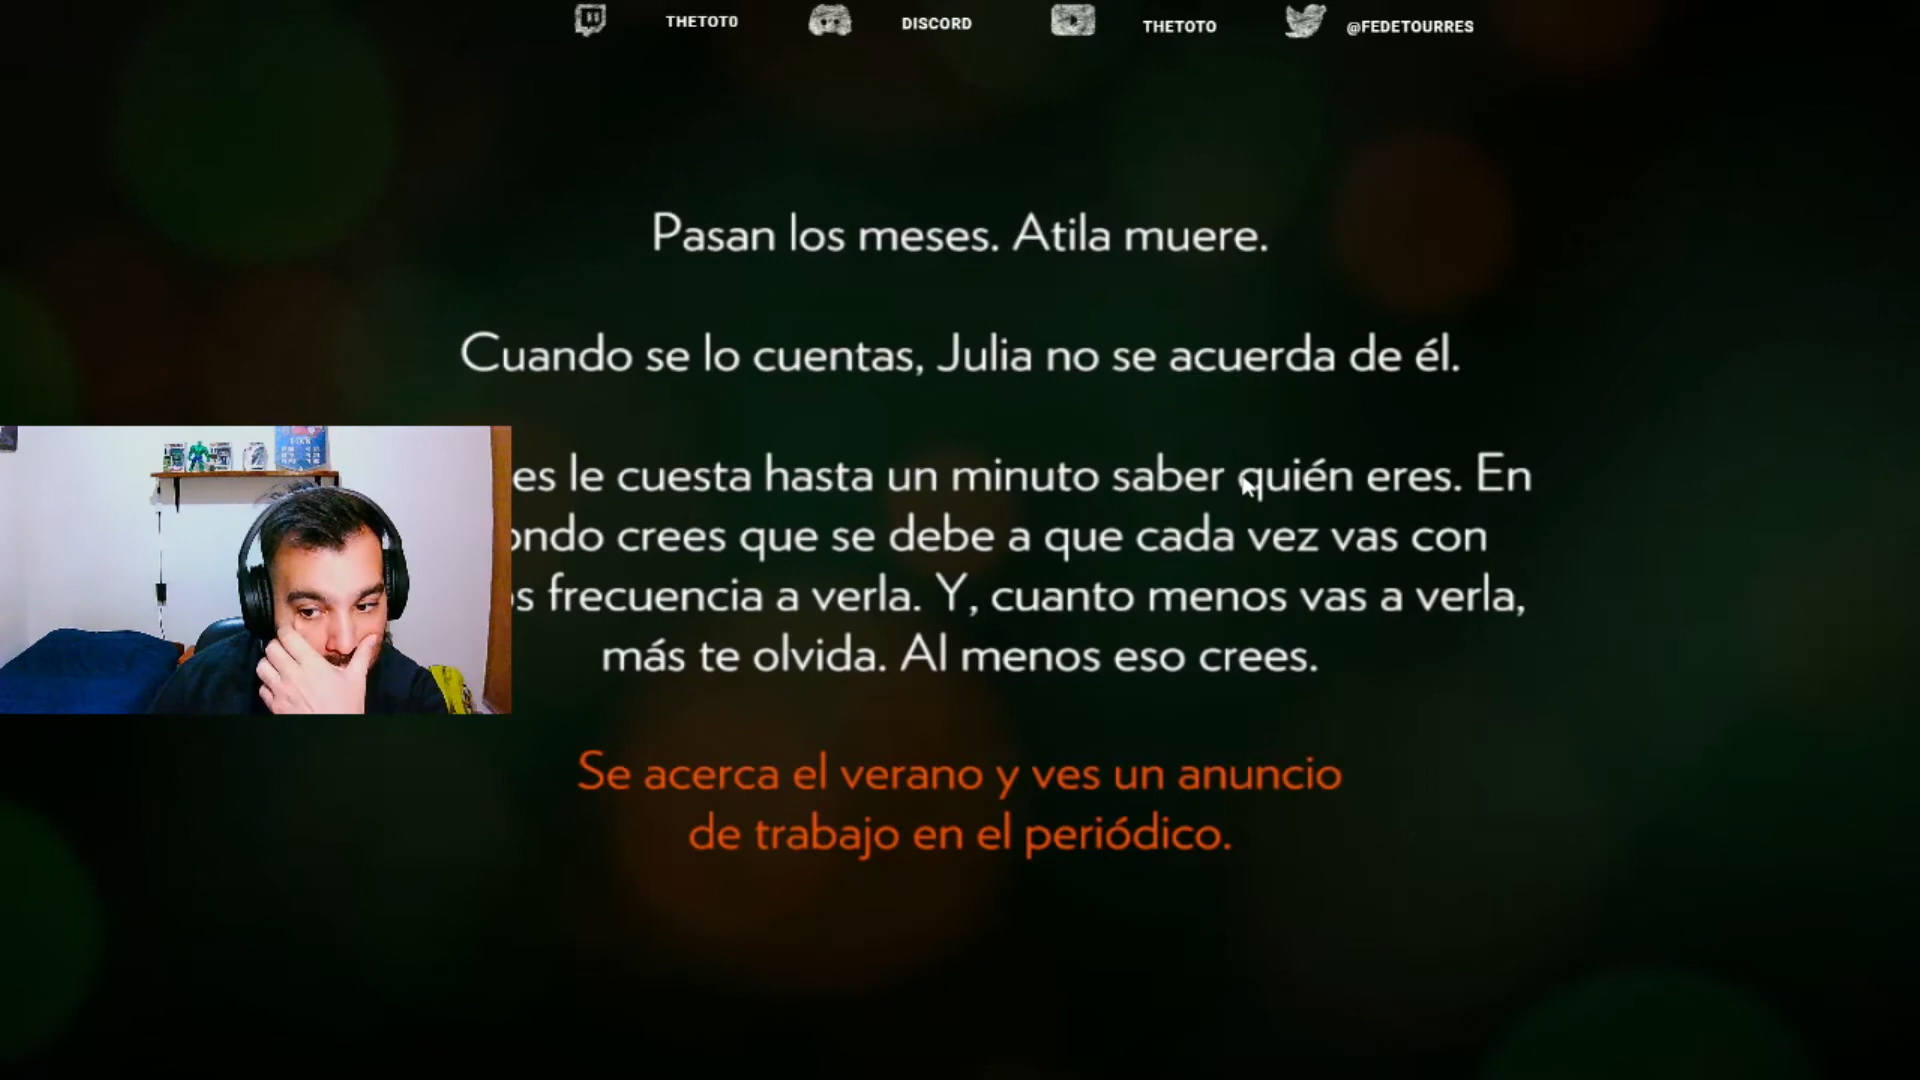 THETOT0
DISCORD
THETOTO
@FEDETOURRES
Pasan los meses. Atila muere.
Cuando se lo cuentas, Julia no se acuerda de él.
es le cuesta hasta un minuto saber quién eres. En
ondo crees que se debe a que cada vez vas con
s frecuencia a verla. Y, cuanto menos vas a verla,
más te olvida. Al menos eso crees.
Se acerca el verano y ves un anuncio
de trabajo en el periódico.